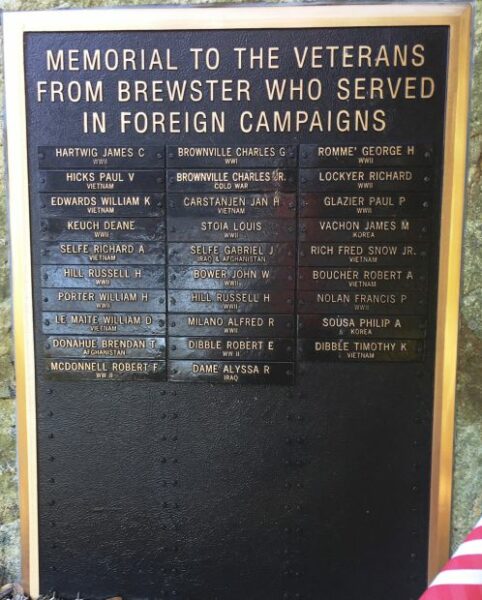 MEMORIAL TO THE VETERANS
FROM BREWSTER WHO SERVED
IN FOREIGN CAMPAIGNS
HARTWIG JAMES C
WWII
HICKS PAUL V
VIETNAM
EDWARDS WILLIAM K
VIETNAM
KEUCH DEANE
WWII
SELFE RICHARD A
VIETNAM
HILL RUSSELL H
WWII
PORTER WILLIAM H
WWII
LE MAITE WILLIAM D
VIETNAM
DONAHUE BRENDAN T
AFGHANISTAN
MCDONNELL ROBERT F
WW II
BROWNVILLE CHARLES G
WWI
BROWNVILLE CHARLES JR.
COLD WAR
CARSTANJEN JAN H
VIETNAM
STOIA LOUIS
WWII
SELFE GABRIEL J
IRAQ & AFGHANISTAN
BOWER JOHN W
WWII
HILL RUSSELL H
WWII
MILANO ALFRED R
WWII
DIBBLE ROBERT E
WW II
DAME ALYSSA R
IRAQ
ROMME' GEORGE H
WWII
LOCKYER RICHARD
WWII
GLAZIER PAUL P
WWII
VACHON JAMES M
KOREA
RICH FRED SNOW JR.
VIETNAM
BOUCHER ROBERT A
VIETNAM
NOLAN FRANCIS P
WWII
SOUSA PHILIP A
KOREA
DIBBLE TIMOTHY K
VIETNAM